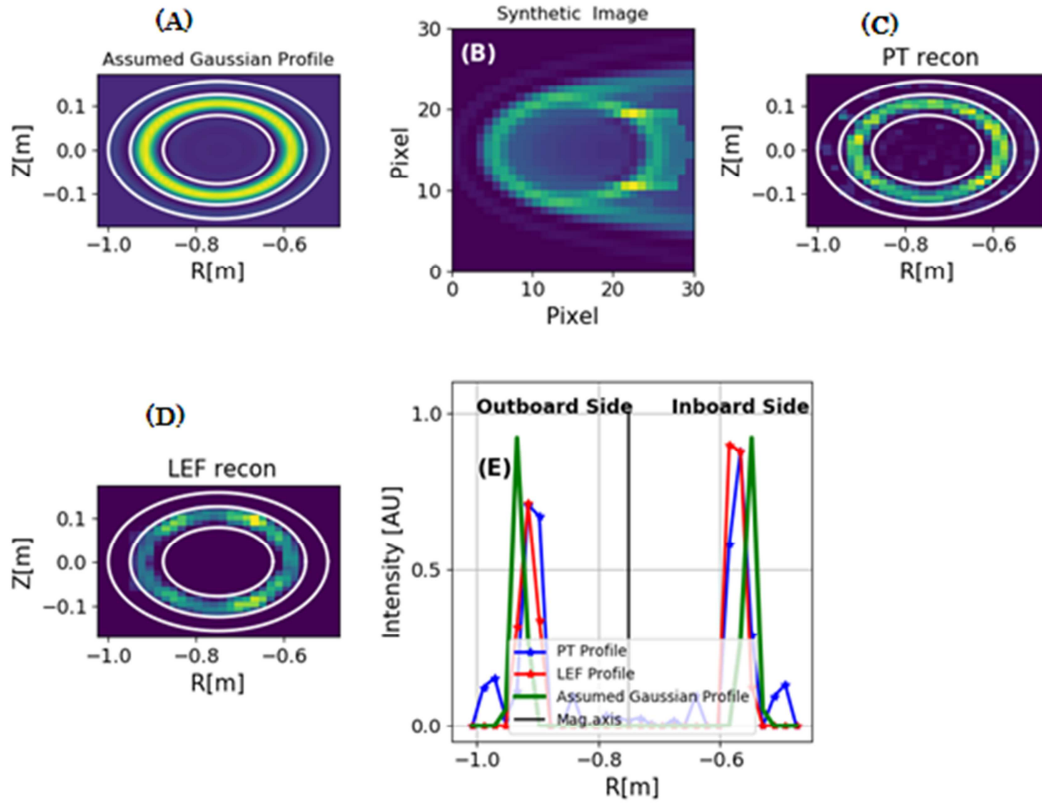 (A)
Assumed Gaussian Profile
0.1
0.0
−0.1
Z[m]
−1.0 −0.8 −0.6
R[m]
Synthetic Image
(B)
30
20
10
0
Pixel
0 10 20 30
Pixel
(C)
PT recon
0.1
0.0
−0.1
Z[m]
−1.0 −0.8 −0.6
R[m]
(D)
LEF recon
0.1
0.0
−0.1
Z[m]
−1.0 −0.8 −0.6
R[m]
Outboard Side Inboard Side
(E)
1.0
0.5
0.0
Intensity [AU]
PT Profile
LEF Profile
Assumed Gaussian Profile
Mag.axis
−1.0 −0.8 −0.6
R[m]